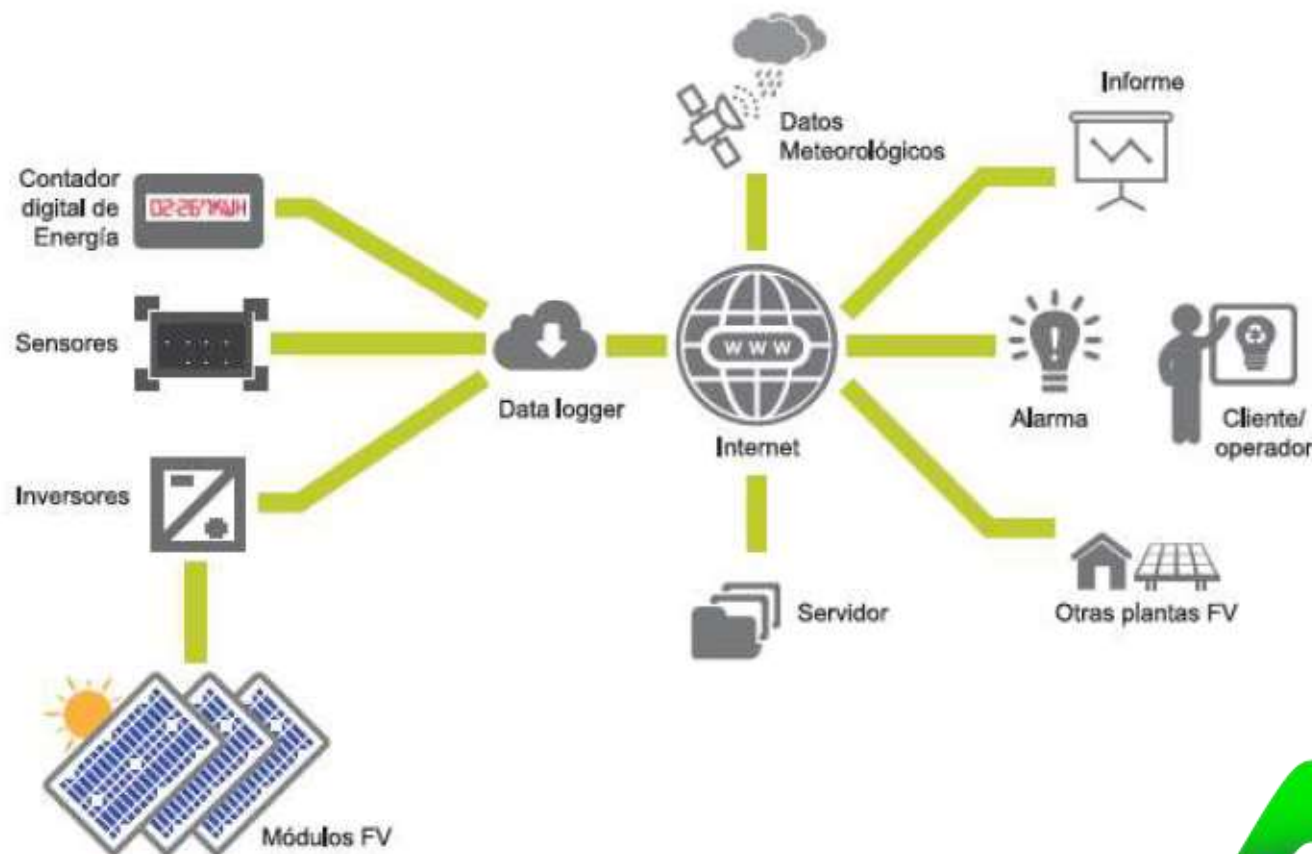 Informe
Datos
Meteorológicos
Contador
digital de
Energía
02-267KWH
Sensores
Data logger
WWW
Internet
Alarma
Cliente/
operador
Inversores
Servidor
Otras plantas FV
Módulos FV